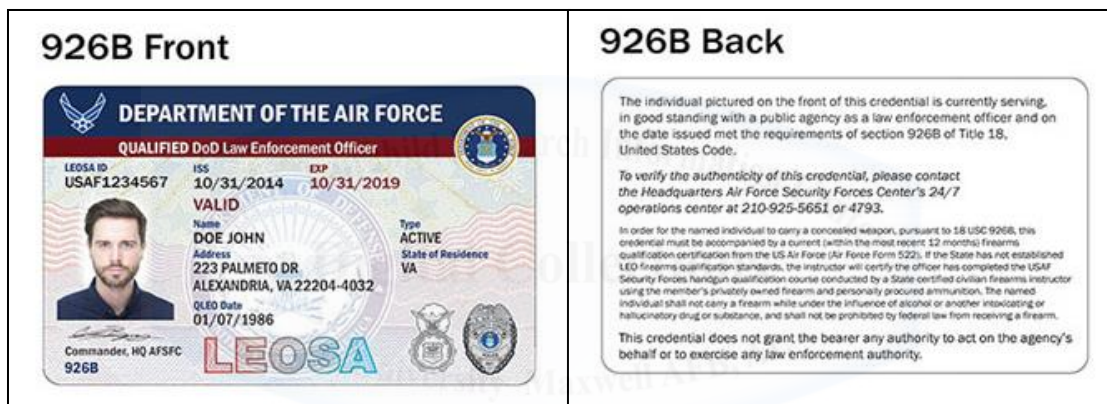 926B Front
DEPARTMENT OF THE AIR FORCE
QUALIFIED DoD Law Enforcement Officer
LEOSA ID
USAF1234567
ISS
10/31/2014
EXP
10/31/2019
VALID
Name
DOE JOHN
Type
ACTIVE
Address
223 PALMETO DR
ALEXANDRIA, VA 22204-4032
State of Residence
VA
QLEO Date
01/07/1986
Commander, HQ AFSFC
926B
LEOSA
926B Back
The individual pictured on the front of this credential is currently serving,
in good standing with a public agency as a law enforcement officer and on
the date issued met the requirements of section 926B of Title 18,
United States Code.
To verify the authenticity of this credential, please contact
the Headquarters Air Force Security Forces Center's 24/7
operations center at 210-925-5651 or 4793.
In order for the named individual to carry a concealed weapon, pursuant to 18 USC 926B, this
credential must be accompanied by a current (within the most recent 12 months) firearms
qualification certification from the US Air Force (Air Force Form 522). If the State has not established
LEO firearms qualification standards, the instructor will certify the officer has completed the USAF
Security Forces handgun qualification course conducted by a State certified civilian firearms instructor
using the member's privately owned firearm and personally procured ammunition. The named
individual shall not carry a firearm while under the influence of alcohol or another intoxicating or
hallucinatory drug or substance, and shall not be prohibited by federal law from receiving a firearm.
This credential does not grant the bearer any authority to act on the agency's
behalf or to exercise any law enforcement authority.